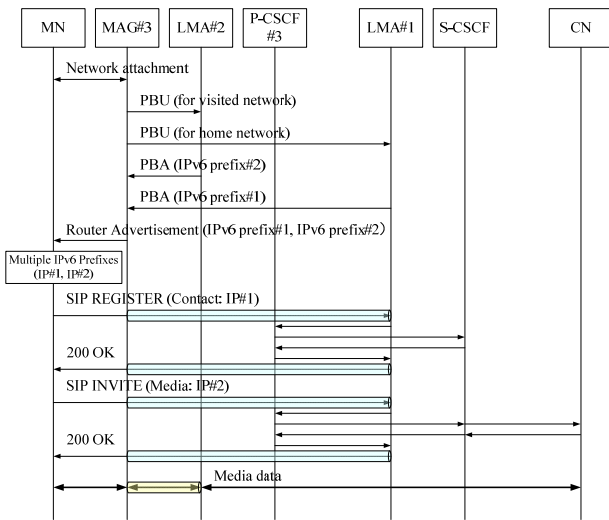 MN
MAG#3
LMA#2
P-CSCF
#3
LMA#1
S-CSCF
CN
Network attachment
PBU (for visited network)
PBU (for home network)
PBA (IPv6 prefix#2)
PBA (IPv6 prefix#1)
Router Advertisement (IPv6 prefix#1, IPv6 prefix#2)
Multiple IPv6 Prefixes
(IP#1, IP#2)
SIP REGISTER (Contact: IP#1)
200 OK
SIP INVITE (Media: IP#2)
200 OK
Media data